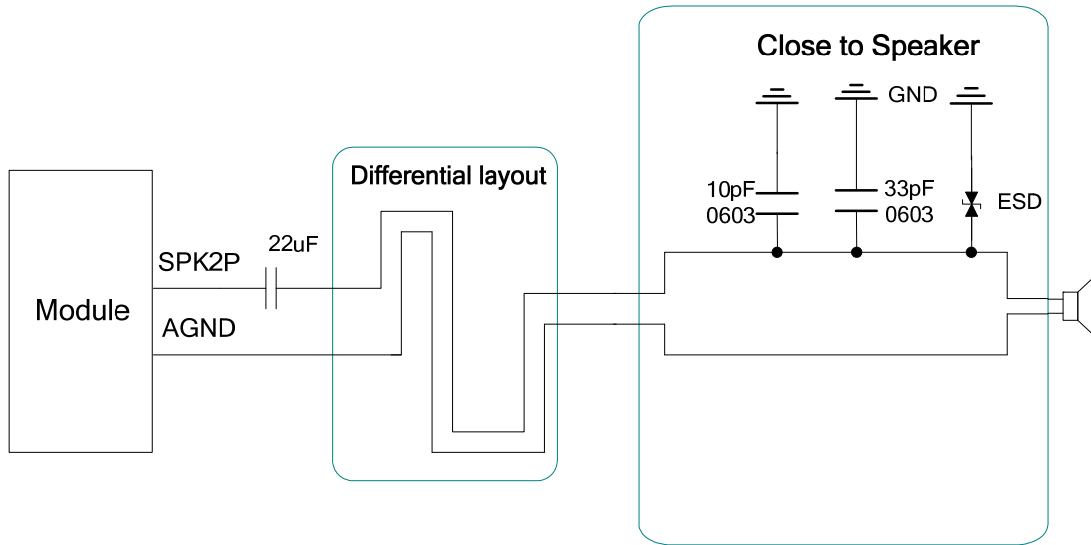 Close to Speaker
GND
Differential layout
10pF
0603
33pF
0603
ESD
22uF
SPK2P
Module
AGND